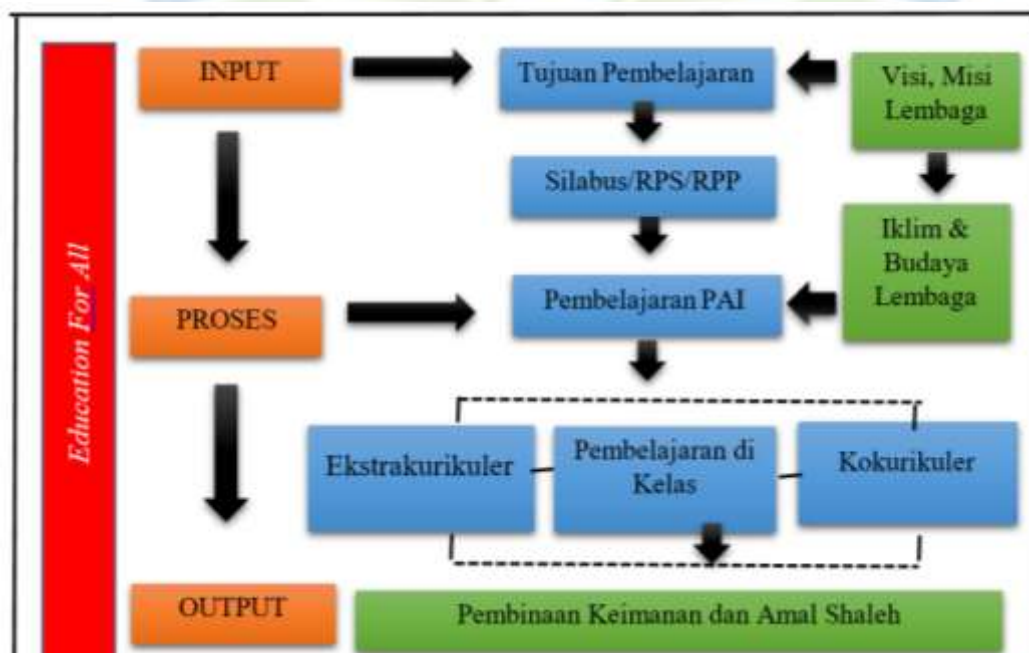 Education For All
INPUT
Tujuan Pembelajaran
Visi, Misi
Lembaga
Silabus/RPS/RPP
Iklim &
Budaya
Lembaga
PROSES
Pembelajaran PAI
Ekstrakurikuler
Pembelajaran di
Kelas
Kokurikuler
OUTPUT
Pembinaan Keimanan dan Amal Shaleh